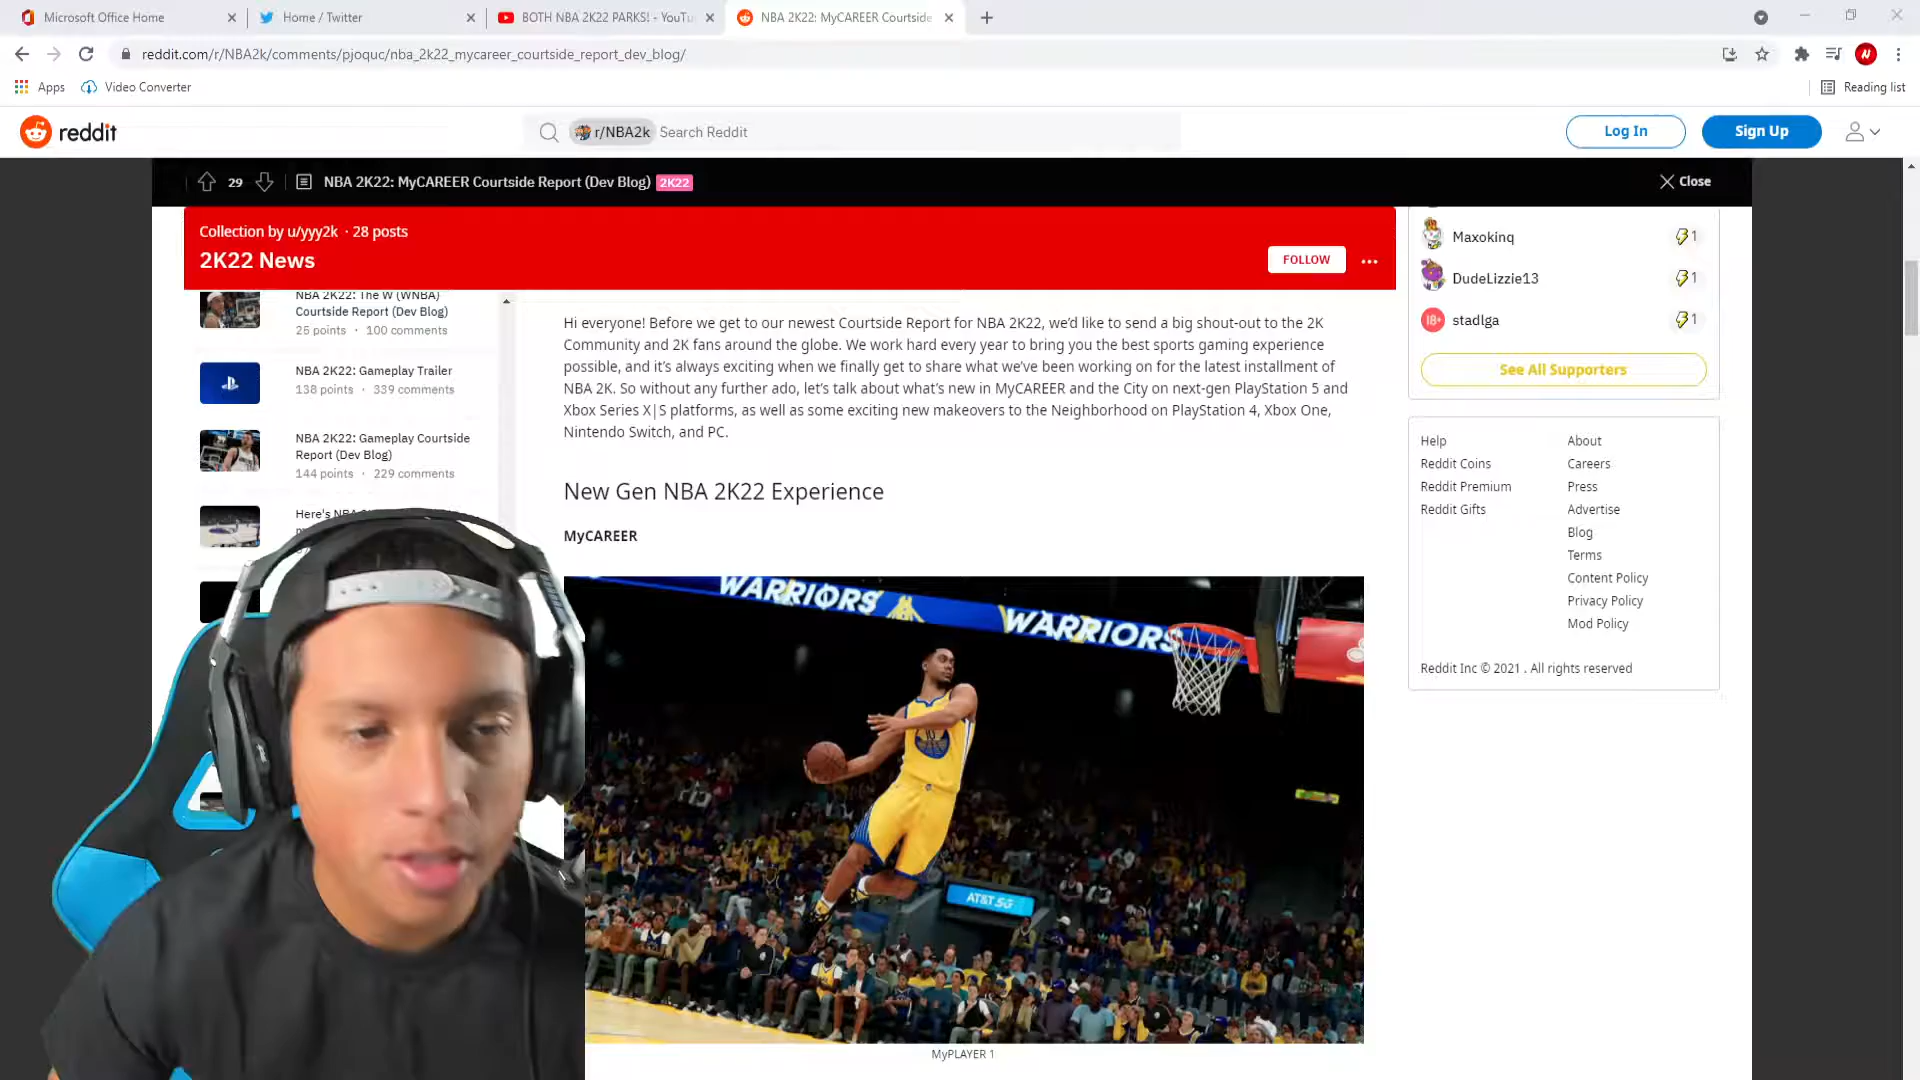 Microsoft Office Home
Home / Twitter
BOTH NBA 2K22 PARKS! - YouTu
NBA 2K22: MyCAREER Courtside
reddit.com/r/NBA2k/comments/pjoquc/nba_2k22_mycareer_courtside_report_dev_blog/
Apps
Video Converter
Reading list
reddit
r/NBA2k
Search Reddit
Log In
Sign Up
29
NBA 2K22: MyCAREER Courtside Report (Dev Blog) 2K22
Close
Collection by u/yyy2k · 28 posts
2K22 News
FOLLOW
NBA 2K22: The W (WNBA)
Courtside Report (Dev Blog)
25 points · 100 comments
NBA 2K22: Gameplay Trailer
138 points · 339 comments
NBA 2K22: Gameplay Courtside
Report (Dev Blog)
144 points · 229 comments
Here's NBA
Hi everyone! Before we get to our newest Courtside Report for NBA 2K22, we'd like to send a big shout-out to the 2K
Community and 2K fans around the globe. We work hard every year to bring you the best sports gaming experience
possible, and it's always exciting when we finally get to share what we've been working on for the latest installment of
NBA 2K. So without any further ado, let's talk about what's new in MyCAREER and the City on next-gen PlayStation 5 and
Xbox Series X|S platforms, as well as some exciting new makeovers to the Neighborhood on PlayStation 4, Xbox One,
Nintendo Switch, and PC.
New Gen NBA 2K22 Experience
MyCAREER
WARRIORS
WARRIORS
AT&T 5G
MyPLAYER 1
Maxokinq
1
DudeLizzie13
1
18+
stadlga
1
See All Supporters
Help
Reddit Coins
Reddit Premium
Reddit Gifts
About
Careers
Press
Advertise
Blog
Terms
Content Policy
Privacy Policy
Mod Policy
Reddit Inc © 2021 . All rights reserved